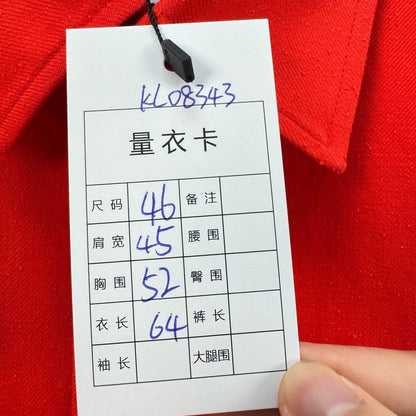 KL08343
量衣卡
尺码 46 备注
肩宽 45 腰围
胸围 52 臀围
衣长 64 裤长
袖长 大腿围